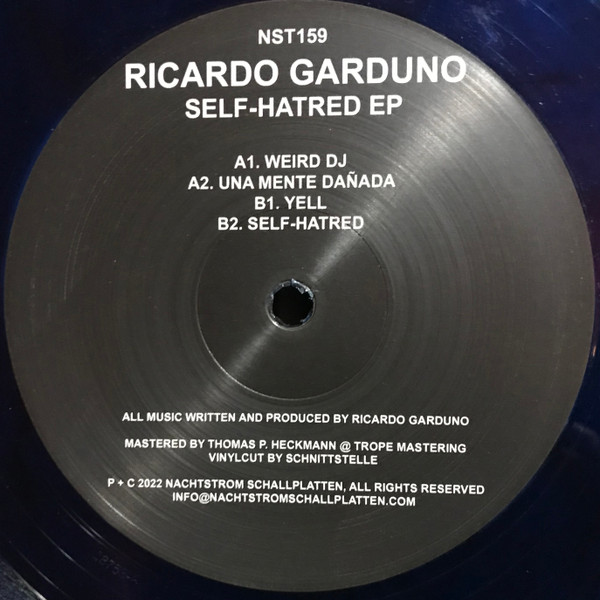 NST159
RICARDO GARDUNO
SELF-HATRED EP
A1. WEIRD DJ
A2. UNA MENTE DAÑADA
B1. YELL
B2. SELF-HATRED
ALL MUSIC WRITTEN AND PRODUCED BY RICARDO GARDUNO
MASTERED BY THOMAS P. HECKMANN @ TROPE MASTERING
VINYLCUT BY SCHNITTSTELLE
P + C 2022 NACHTSTROM SCHALLPLATTEN, ALL RIGHTS RESERVED
INFO@NACHTSTROMSCHALLPLATTEN.COM